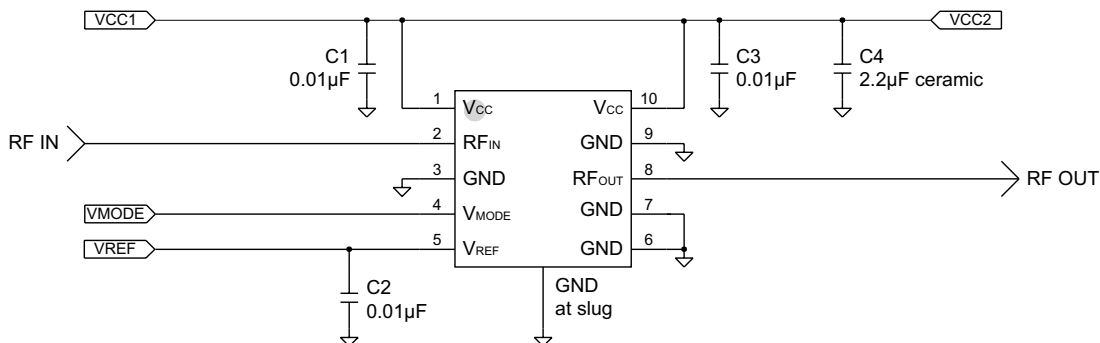 VCC1
VCC2
C1
0.01µF
C3
0.01µF
C4
2.2µF ceramic
1
VCC
VCC
10
RF IN
2
RFIN
GND
9
3
GND
RFOUT
8
RF OUT
VMODE
4
VMODE
GND
7
VREF
5
VREF
GND
6
C2
0.01µF
GND
at slug